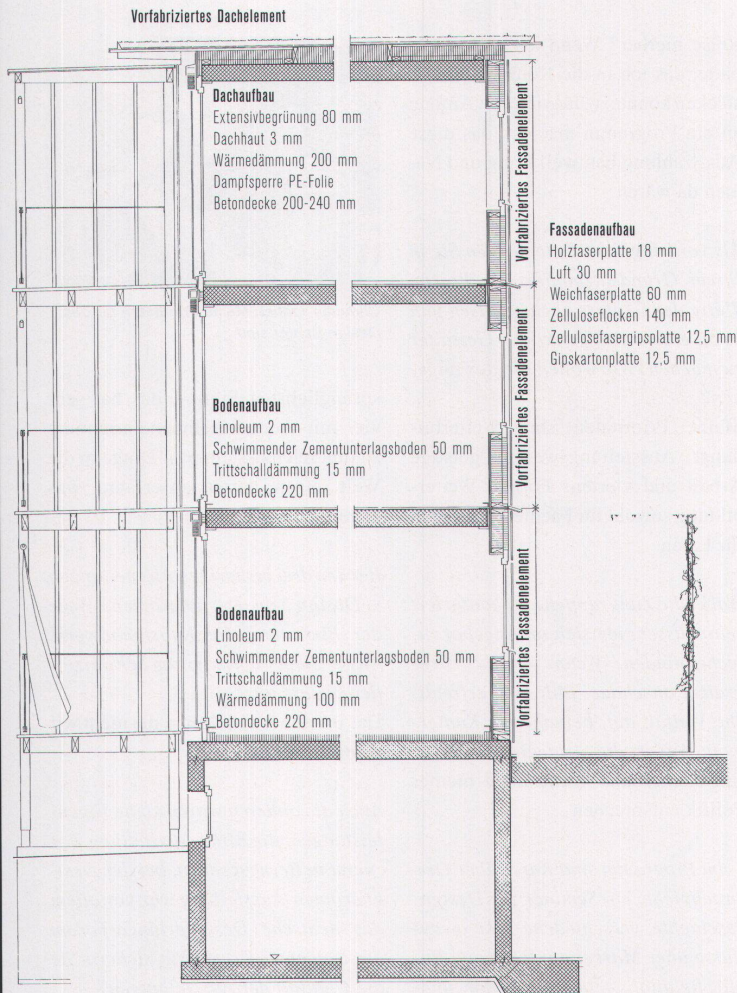 Vorfabriziertes Dachelement
Dachaufbau
Extensivbegrünung 80 mm
Dachhaut 3 mm
Wärmedämmung 200 mm
Dampfsperre PE-Folie
Betondecke 200-240 mm
Vorfabriziertes Fassadenelement
Fassadenaufbau
Holzfaserplatte 18 mm
Luft 30 mm
Weichfaserplatte 60 mm
Zelluloseflocken 140 mm
Zellulosefasergipsplatte 12,5 mm
Gipskartonplatte 12,5 mm
Vorfabriziertes Fassadenelement
Bodenaufbau
Linoleum 2 mm
Schwimmender Zementunterlagsboden 50 mm
Trittschalldämmung 15 mm
Betondecke 220 mm
Vorfabriziertes Fassadenelement
Bodenaufbau
Linoleum 2 mm
Schwimmender Zementunterlagsboden 50 mm
Trittschalldämmung 15 mm
Wärmedämmung 100 mm
Betondecke 220 mm